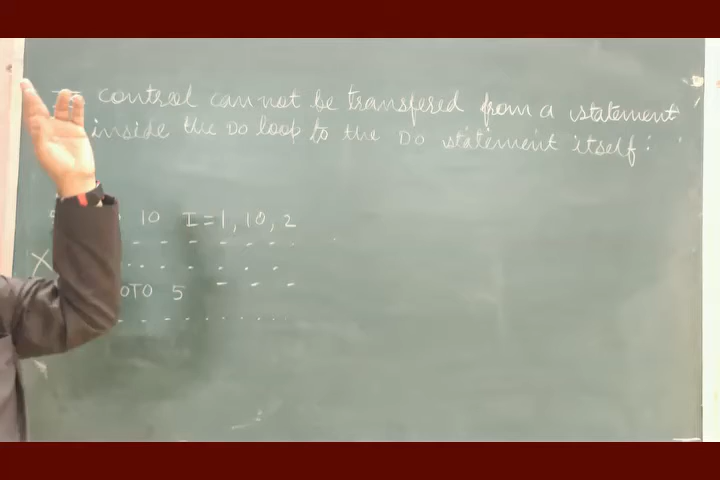 control can not be transfered from a statement
inside the DO loop to the DO statement itself :
10 I = 1, 10, 2
OTO 5